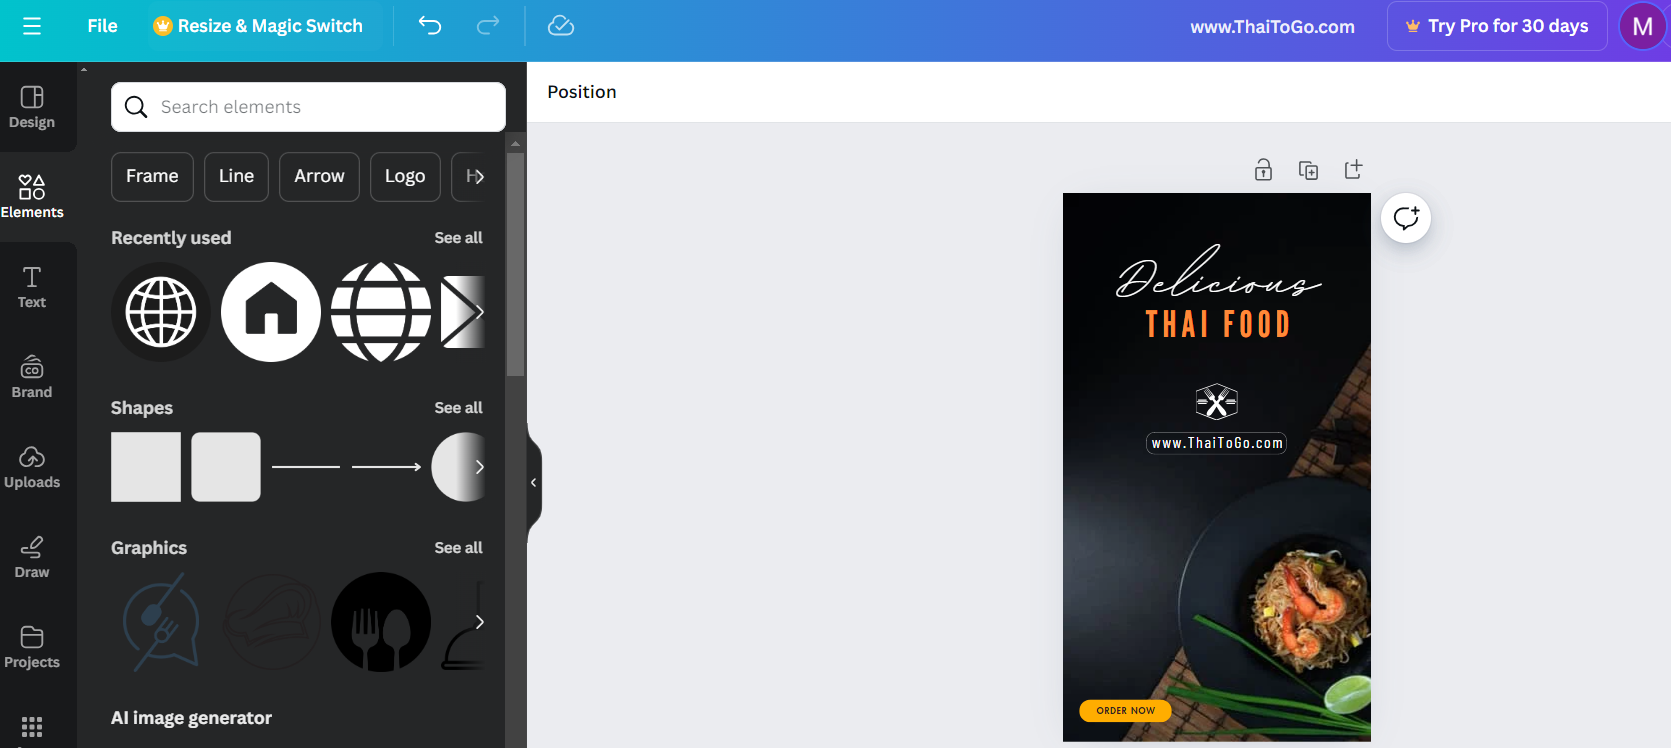 File
Resize & Magic Switch
www.ThaiToGo.com
Try Pro for 30 days
M
Design
Elements
Text
Brand
CO
Uploads
Draw
Projects
Search elements
Frame
Line
Arrow
Logo
Recently used
See all
Shapes
See all
Graphics
See all
AI image generator
Position
Delicious
THAI FOOD
www.ThaiToGo.com
ORDER NOW